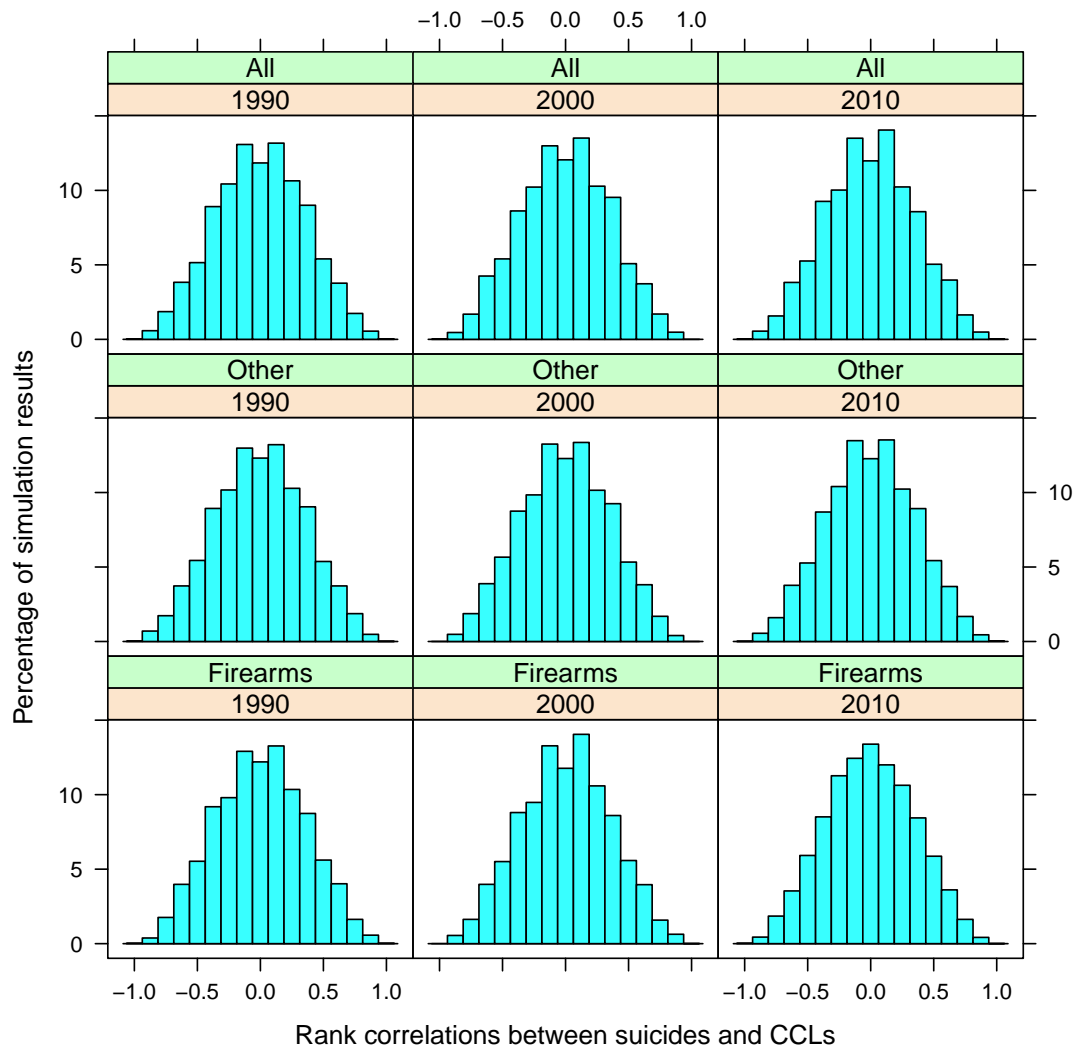 −1.0 −0.5 0.0 0.5 1.0
All All All
1990 2000 2010
10
5
0
Other Other Other
1990 2000 2010
10
5
0
Firearms Firearms Firearms
1990 2000 2010
10
5
0
−1.0 −0.5 0.0 0.5 1.0 −1.0 −0.5 0.0 0.5 1.0
Percentage of simulation results
Rank correlations between suicides and CCLs